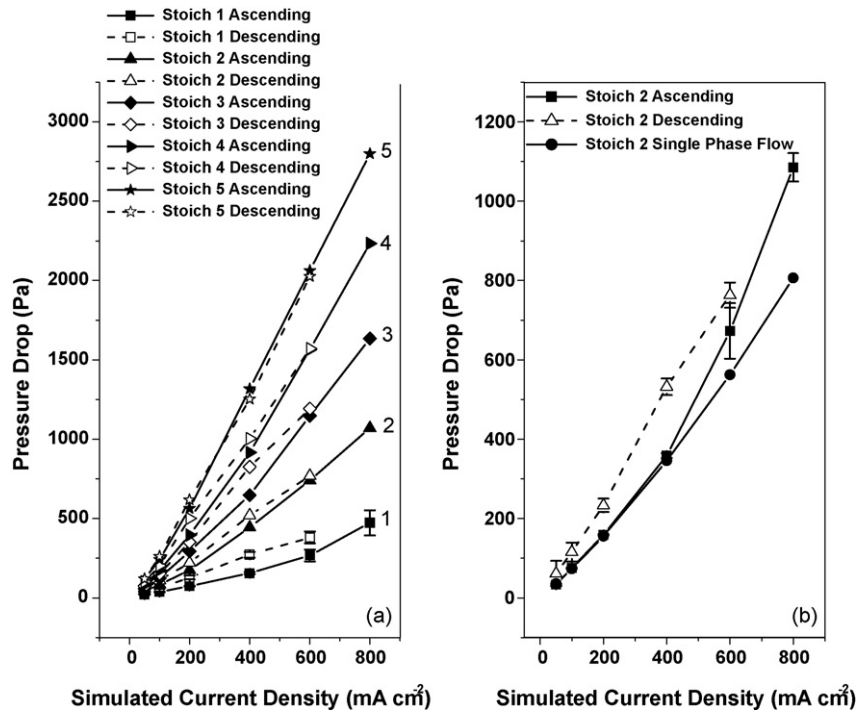 Stoich 1 Ascending
Stoich 1 Descending
Stoich 2 Ascending
Stoich 2 Descending
Stoich 3 Ascending
Stoich 3 Descending
Stoich 4 Ascending
Stoich 4 Descending
Stoich 5 Ascending
Stoich 5 Descending
Pressure Drop (Pa)
3000
2500
2000
1500
1000
500
0
5
4
3
2
1
(a)
0 200 400 600 800
Simulated Current Density (mA cm-2)
Stoich 2 Ascending
Stoich 2 Descending
Stoich 2 Single Phase Flow
Pressure Drop (Pa)
1200
1000
800
600
400
200
0
(b)
0 200 400 600 800
Simulated Current Density (mA cm-2)